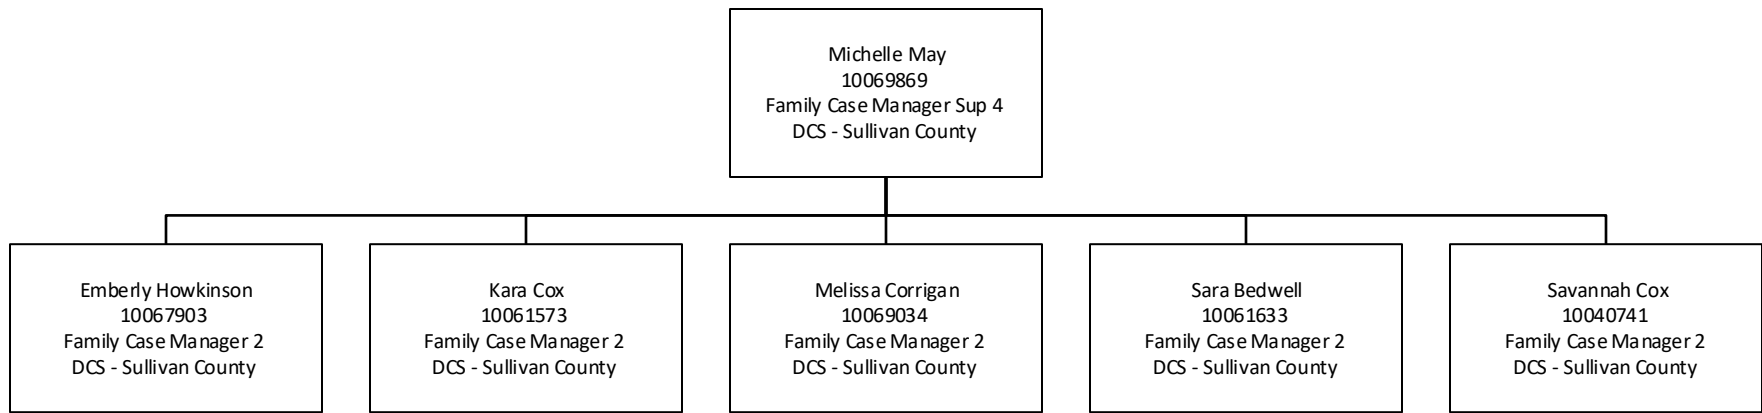 Michelle May
10069869
Family Case Manager Sup 4
DCS - Sullivan County
Emberly Howkinson
10067903
Family Case Manager 2
DCS - Sullivan County
Kara Cox
10061573
Family Case Manager 2
DCS - Sullivan County
Melissa Corrigan
10069034
Family Case Manager 2
DCS - Sullivan County
Sara Bedwell
10061633
Family Case Manager 2
DCS - Sullivan County
Savannah Cox
10040741
Family Case Manager 2
DCS - Sullivan County